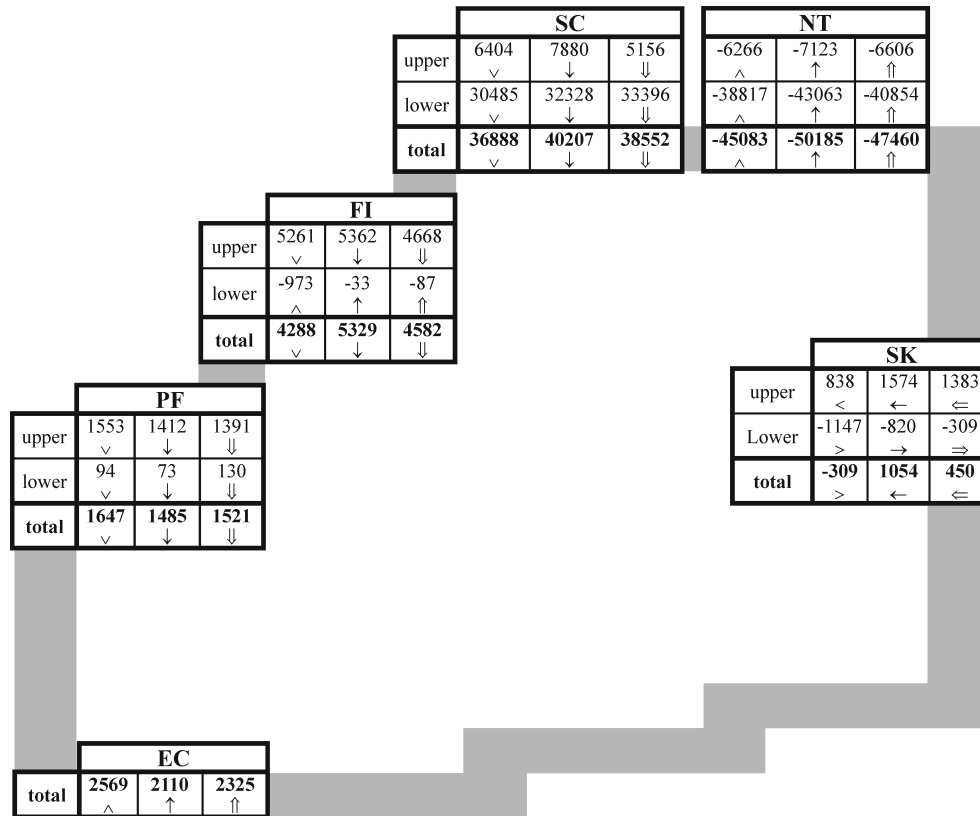 SC
upper 6404 7880 5156
∨ ↓ ⇓
lower 30485 32328 33396
∨ ↓ ⇓
total 36888 40207 38552
∨ ↓ ⇓
NT
-6266 -7123 -6606
∧ ↑ ⇑
-38817 -43063 -40854
∧ ↑ ⇑
-45083 -50185 -47460
∧ ↑ ⇑
FI
upper 5261 5362 4668
∨ ↓ ⇓
lower -973 -33 -87
∧ ↑ ⇑
total 4288 5329 4582
∨ ↓ ⇓
SK
upper 838 1574 1383
< ← ⇐
Lower -1147 -820 -309
> → ⇒
total -309 1054 450
> ← ⇐
PF
upper 1553 1412 1391
∨ ↓ ⇓
lower 94 73 130
∨ ↓ ⇓
total 1647 1485 1521
∨ ↓ ⇓
EC
total 2569 2110 2325
∧ ↑ ⇑